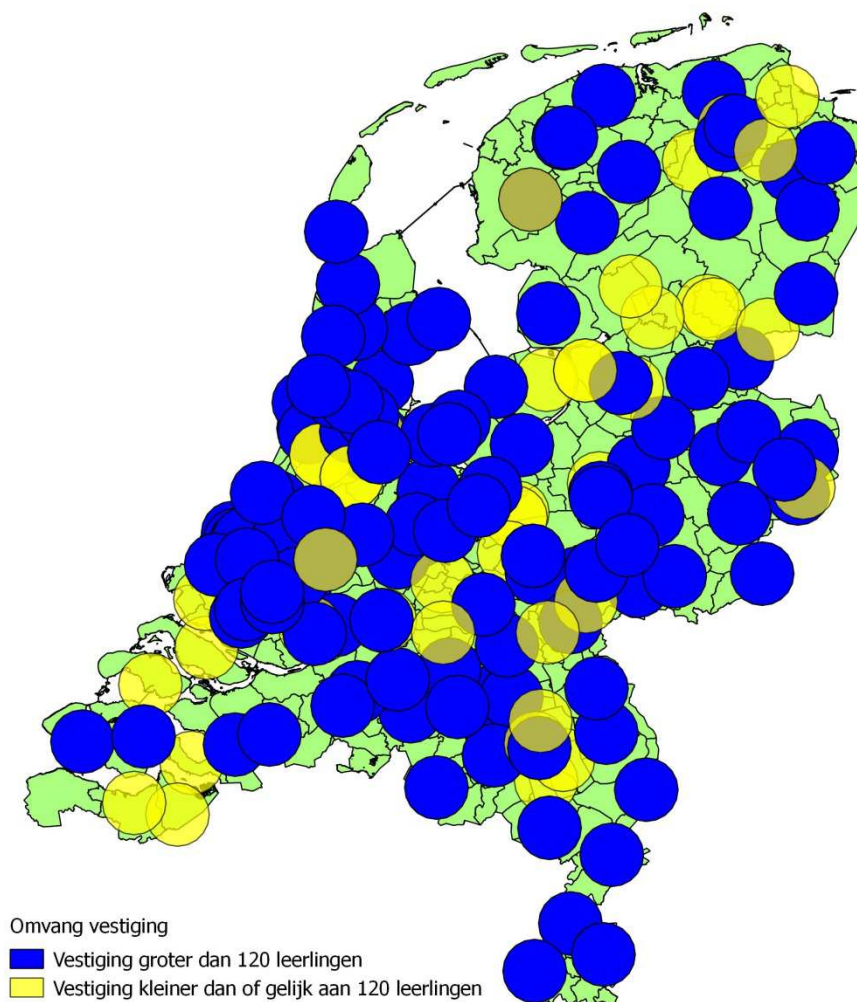 Omvang vestiging
Vestiging groter dan 120 leerlingen
Vestiging kleiner dan of gelijk aan 120 leerlingen